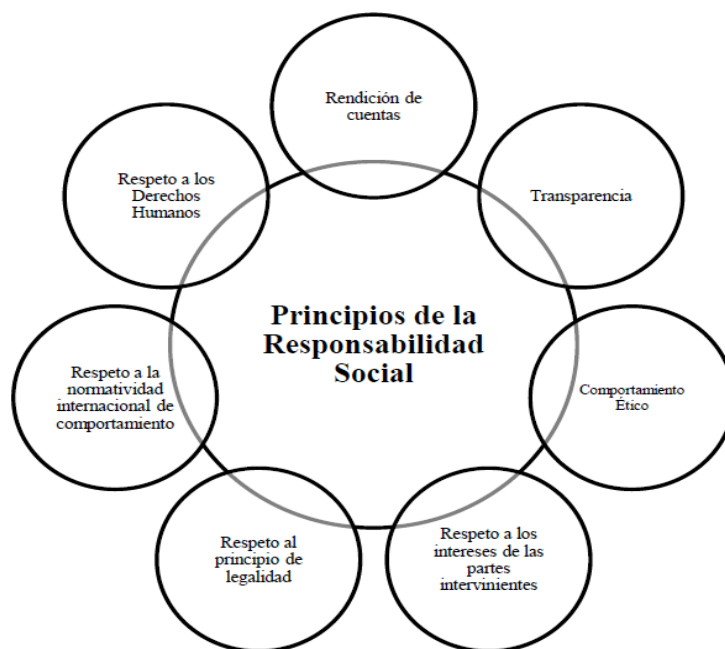 Rendición de
cuentas
Transparencia
Comportamiento
Ético
Respeto a los
intereses de las
partes
intervinientes
Respeto al
principio de
legalidad
Respeto a la
normatividad
internacional de
comportamiento
Respeto a los
Derechos
Humanos
Principios de la
Responsabilidad
Social